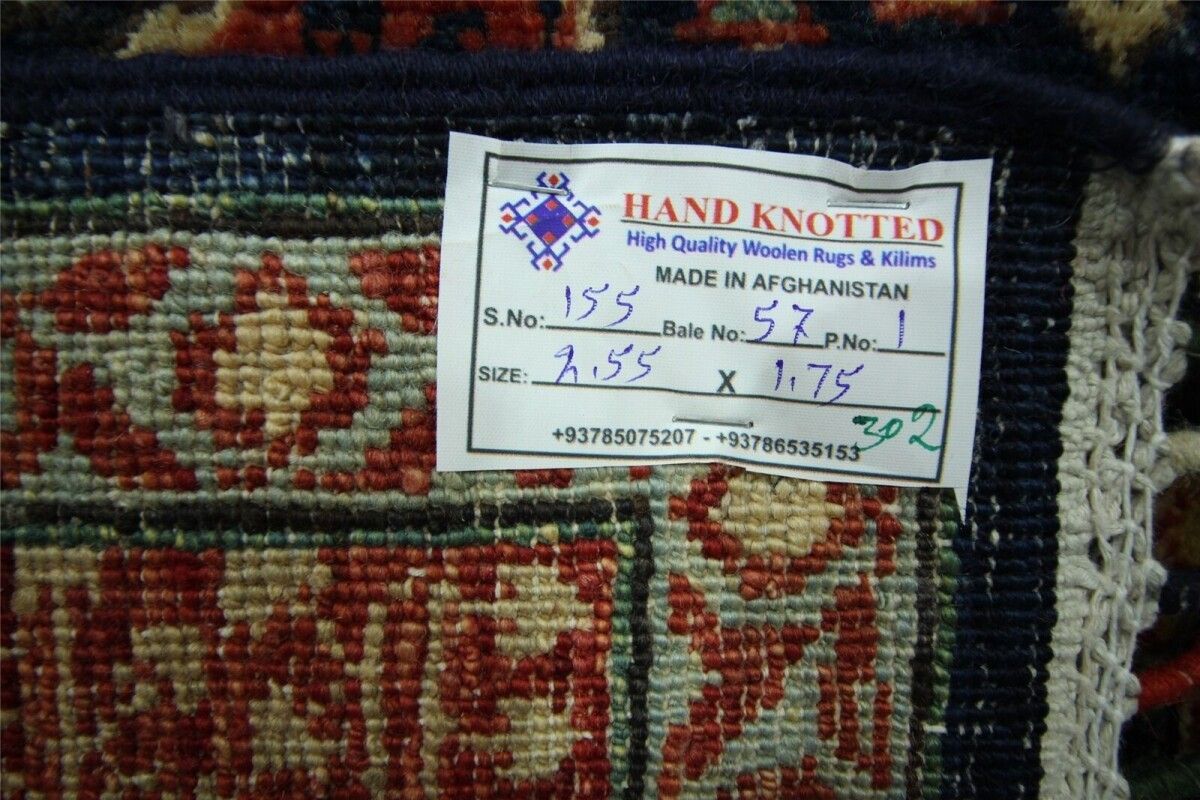 HAND KNOTTED
High Quality Woolen Rugs & Kilims
MADE IN AFGHANISTAN
S.No: 155 Bale No: 57 P.No: 1
SIZE: 2.55 X 1.75
302
+93785075207 - +93786535153